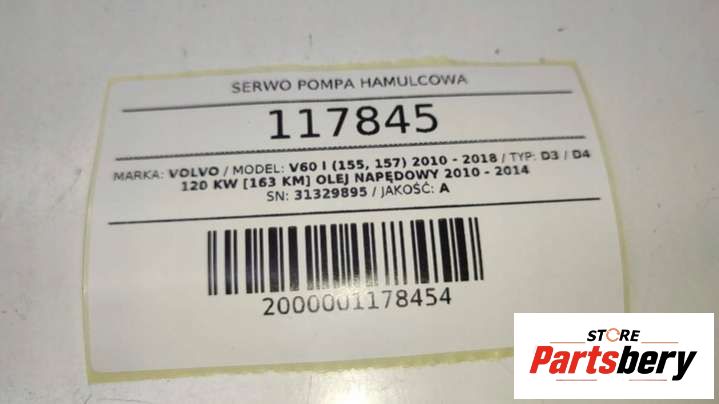 SERWO POMPA HAMULCOWA
117845
MARKA: VOLVO / MODEL: V60 I (155, 157) 2010 - 2018 / TYP: D3 / D4
120 KW [163 KM] OLEJ NAPĘDOWY 2010 - 2014
SN: 31329895 / JAKOŚĆ: A
2000001178454
STORE
Partsbery